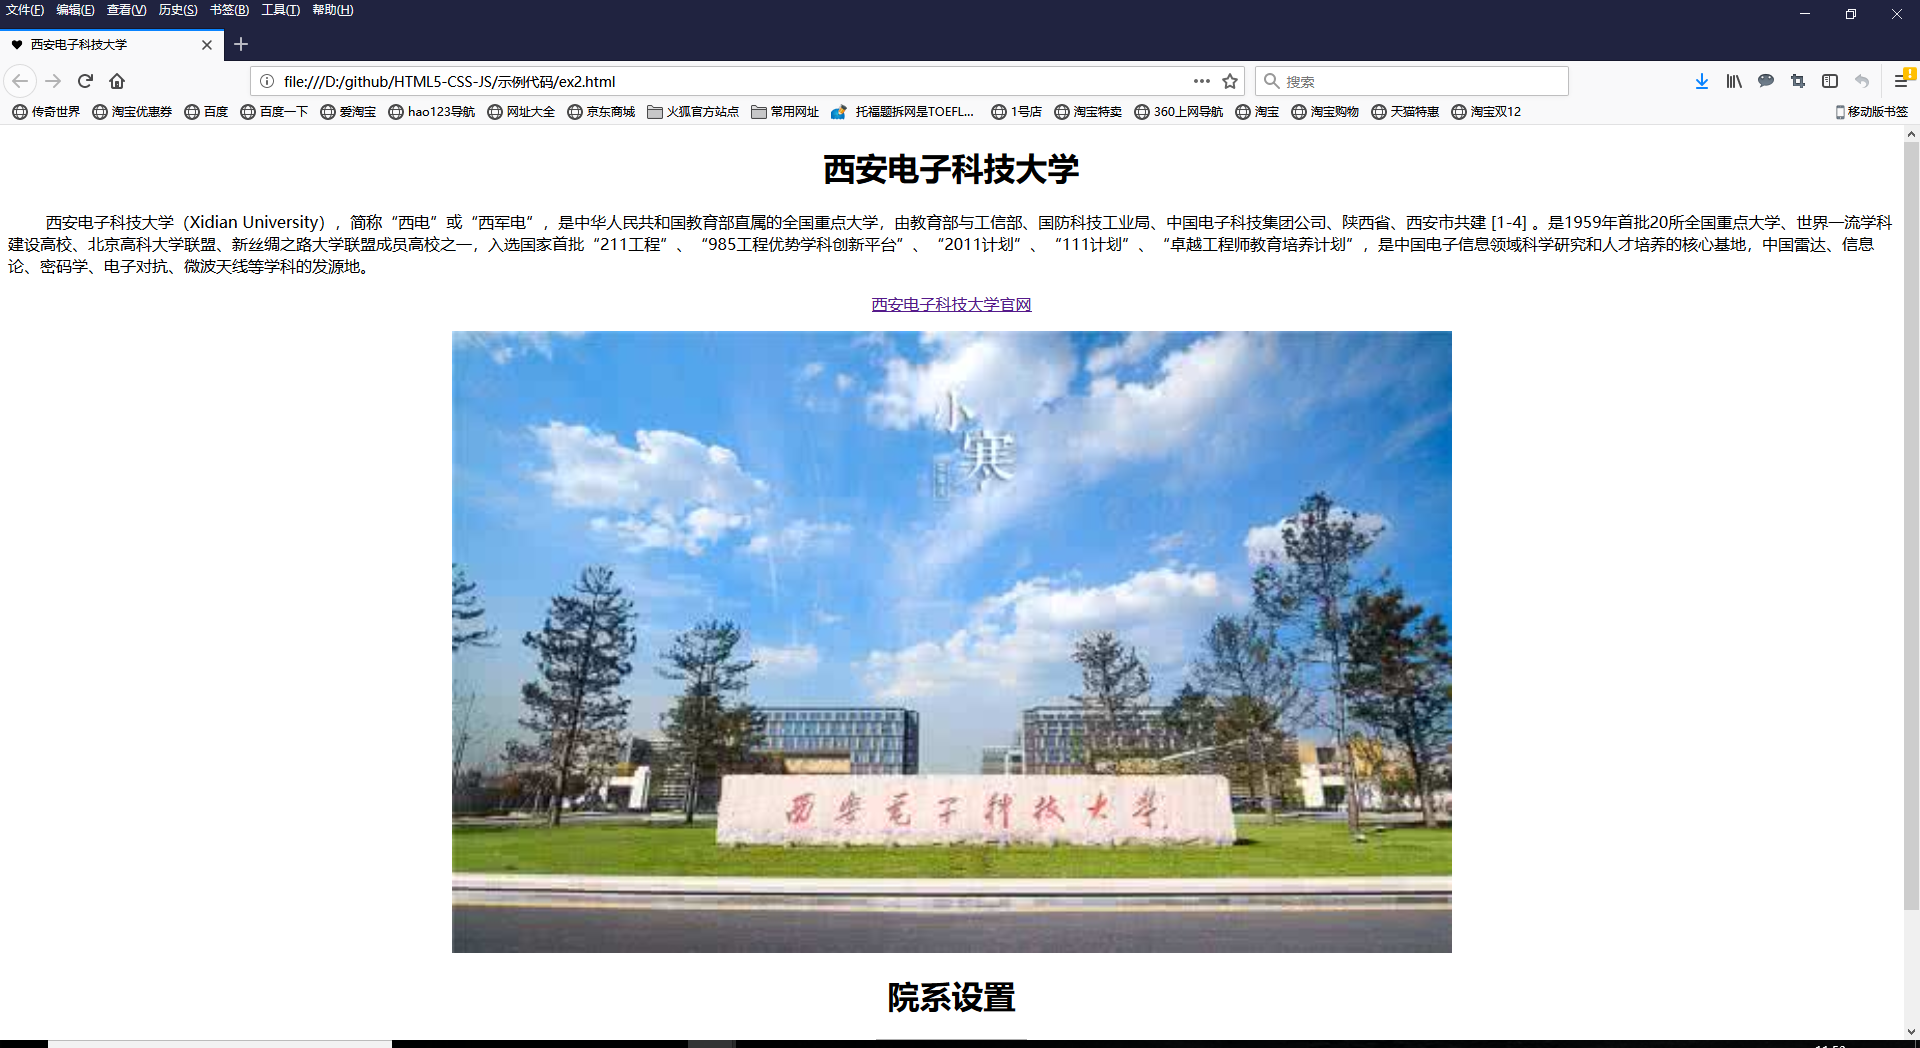 文件(F) 编辑(E) 查看(V) 历史(S) 书签(B) 工具(T) 帮助(H)
西安电子科技大学
file:///D:/github/HTML5-CSS-JS/示例代码/ex2.html
搜索
传奇世界 淘宝优惠券 百度 百度一下 爱淘宝 hao123导航 网址大全 京东商城 火狐官方站点 常用网址 托福题拆网是TOEFL... 1号店 淘宝特卖 360上网导航 淘宝 淘宝购物 天猫特惠 淘宝双12 移动版书签
西安电子科技大学
西安电子科技大学（Xidian University），简称“西电”或“西军电”，是中华人民共和国教育部直属的全国重点大学，由教育部与工信部、国防科技工业局、中国电子科技集团公司、陕西省、西安市共建 [1-4] 。是1959年首批20所全国重点大学、世界一流学科
建设高校、北京高科大学联盟、新丝绸之路大学联盟成员高校之一，入选国家首批“211工程”、“985工程优势学科创新平台”、“2011计划”、“111计划”、“卓越工程师教育培养计划”，是中国电子信息领域科学研究和人才培养的核心基地，中国雷达、信息
论、密码学、电子对抗、微波天线等学科的发源地。
西安电子科技大学官网
小
寒
西安电子科技大学
院系设置